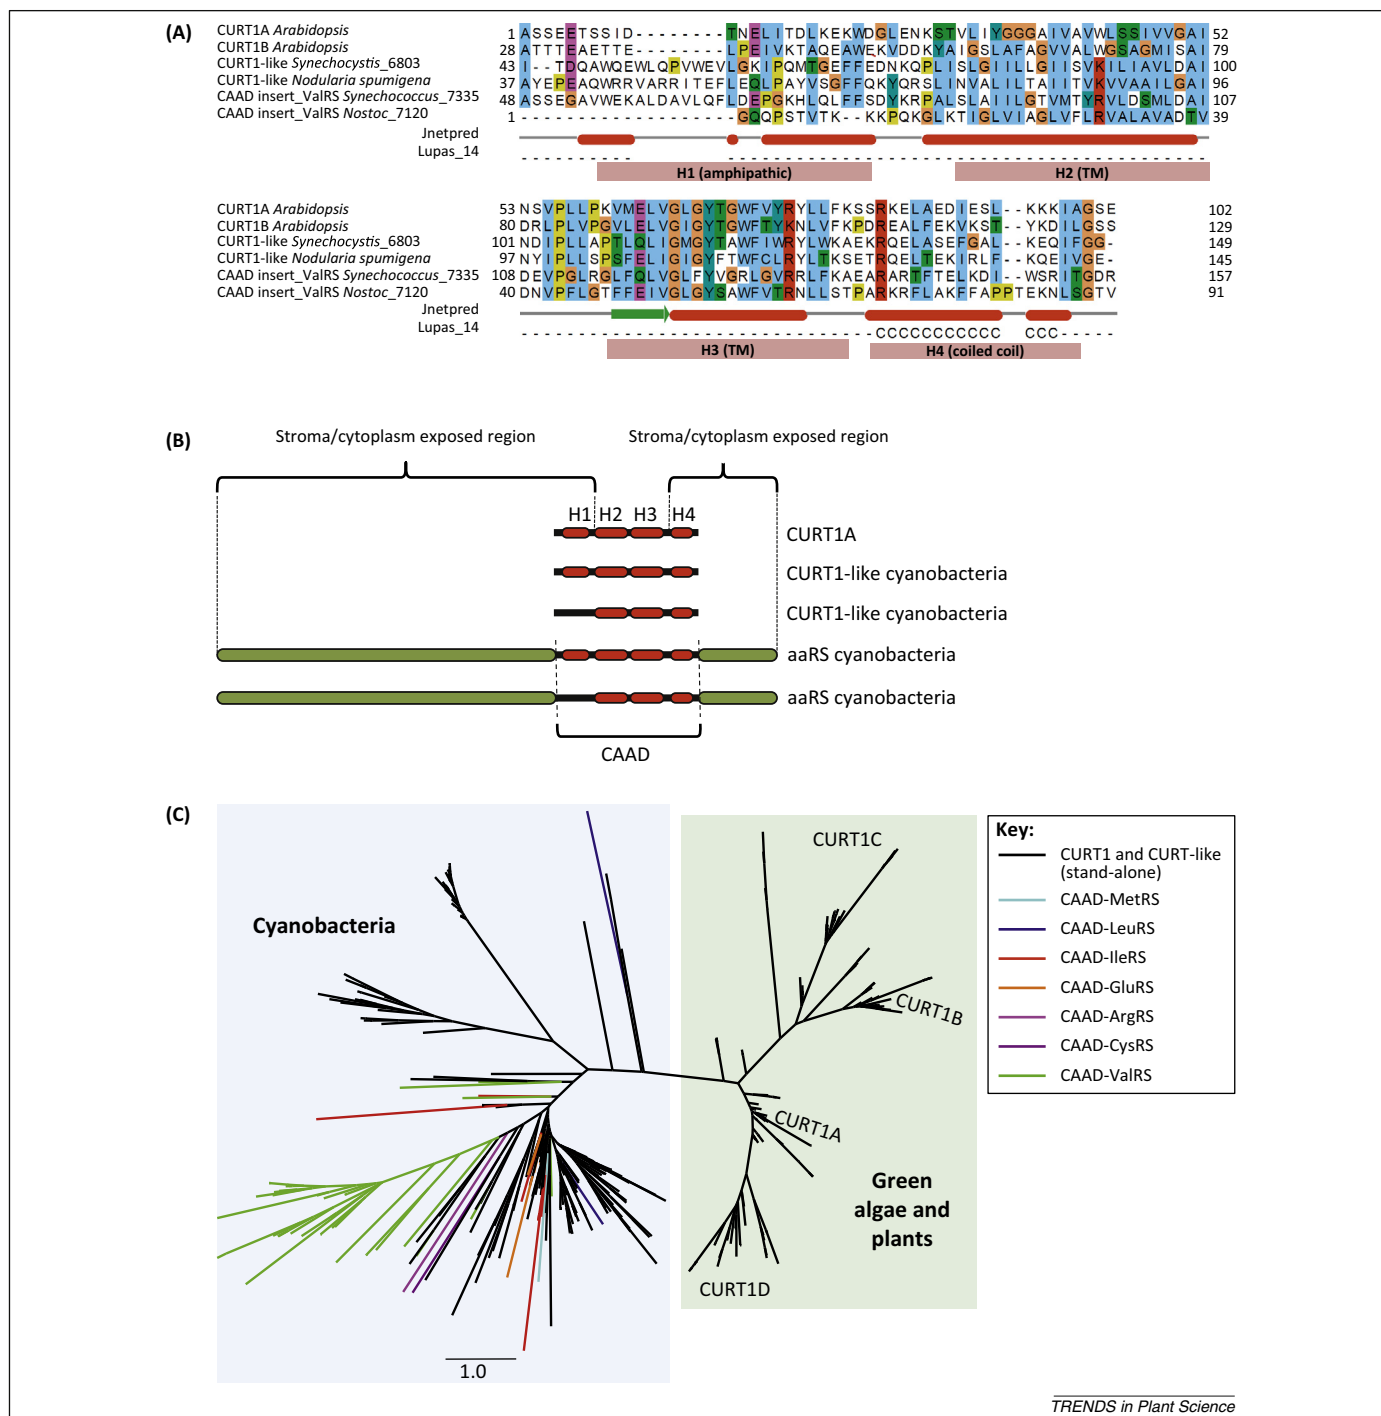 (A)
CURT1A Arabidopsis 1 ASSEETSSID--------TNELITDLKEKWDGLENKSTVLIYGGGAIVAVWLSSIVVGAI 52
CURT1B Arabidopsis 28 ATTTEAETTE--------LPEIVKTAQEAWEKVDDKYAIGSLAFAGVVALWGSAGMISAI 79
CURT1-like Synechocystis_6803 43 I--TDQAWQEWLQPVWEVLGKIPQMTGEFFEDNKQPLISLGIILLGIISVKILIAVLDAI 100
CURT1-like Nodularia spumigena 37 AYEPEAQWRRVARRITEFLEQLPAYVSGFFQKYQRSLINVALILTAIITVKVVAAILGAI 96
CAAD insert_ValRS Synechococcus_7335 48 ASSEGAVWEKALDAVLQFLDEPGKHLQLFFSDYKRPALSLAIILGTVMTYRVLDSMLDAI 107
CAAD insert_ValRS Nostoc_7120 1 GQQPSTVTK--KKPQKGLKTIGLVIAGLVFLRVALAVADTV 39
Jnetpred
Lupas_14
H1 (amphipathic) H2 (TM)
CURT1A Arabidopsis 53 NSVPLLPKVMELVGLGYTGWFVYRYLLFKSSRKELAEDIESL--KKKIAGSE 102
CURT1B Arabidopsis 80 DRLPLVPGVLELVGIGYTGWFTYKNLVFKPDREALFEKVKST--YKDILGSS 129
CURT1-like Synechocystis_6803 101 NDIPLLAPTLQLIGMGYTAWFIWRYLWKAEKRQELASEFGAL--KEQIFGG- 149
CURT1-like Nodularia spumigena 97 NYIPLLSPSFELIGIGYFTWFCLRYLTKSETRQELTEKIRLF--KQEIVGE- 145
CAAD insert_ValRS Synechococcus_7335 108 DEVPGLRGLFQLVGLFYVGRLGVRRLFKAEARARTFTELKDI--WSRITGDR 157
CAAD insert_ValRS Nostoc_7120 40 DNVPFLGTFFEIVGLGYSAWFVTRNLLSTPARKRFLAKFFAPPTEKNLSGTV 91
Jnetpred
Lupas_14 CCCCCCCCCCC CCC
H3 (TM) H4 (coiled coil)
(B)
Stroma/cytoplasm exposed region Stroma/cytoplasm exposed region
H1 H2 H3 H4
CURT1A
CURT1-like cyanobacteria
CURT1-like cyanobacteria
aaRS cyanobacteria
aaRS cyanobacteria
CAAD
(C)
Cyanobacteria
CURT1C
CURT1B
CURT1A
Green
algae and
plants
CURT1D
1.0
Key:
CURT1 and CURT-like
(stand-alone)
CAAD-MetRS
CAAD-LeuRS
CAAD-IleRS
CAAD-GluRS
CAAD-ArgRS
CAAD-CysRS
CAAD-ValRS
TRENDS in Plant Science